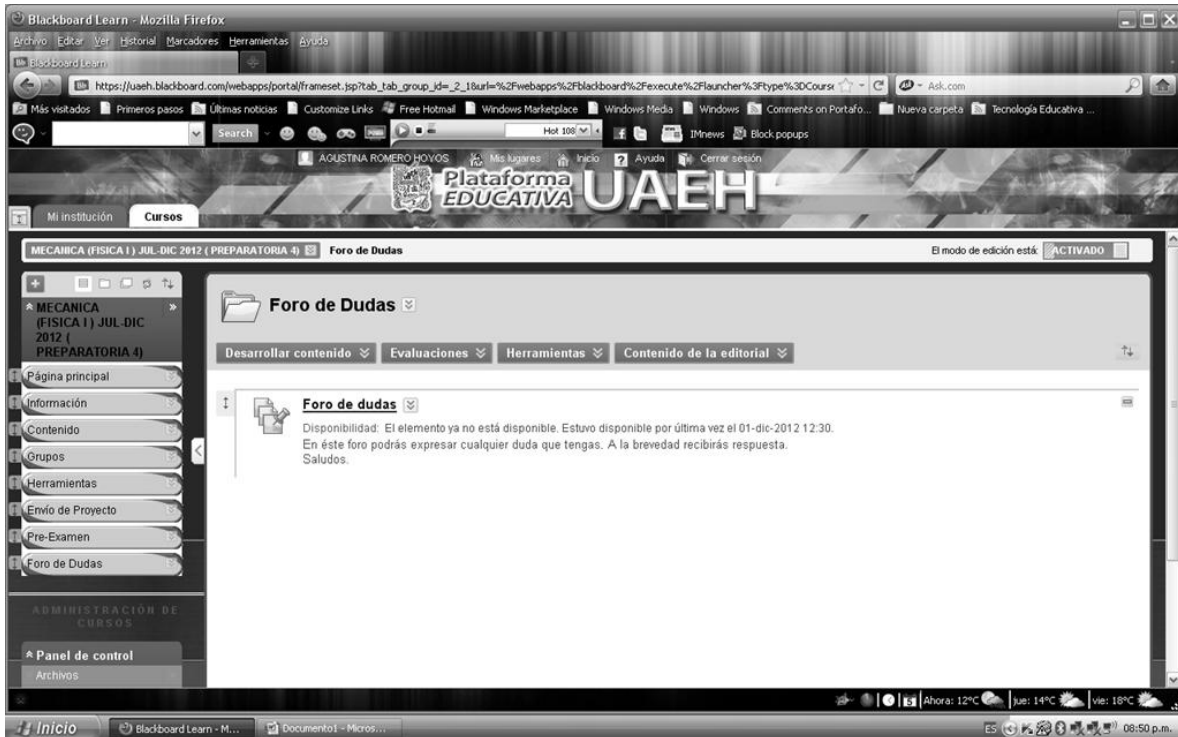 Blackboard Learn - Mozilla Firefox
Archivo Editar Ver Historial Marcadores Herramientas Ayuda
Bb Blackboard Learn
https://uaeh.blackboard.com/webapps/portal/frameset.jsp?tab_tab_group_id=_2_1&url=%2Fwebapps%2Fblackboard%2Fexecute%2Flauncher%3Ftype%3DCourse Ask.com
Más visitados Primeros pasos Últimas noticias Customize Links Free Hotmail Windows Marketplace Windows Media Windows Comments on Portafo... Nueva carpeta Tecnología Educativa ...
Search Hot 108 IMnews Block popups
AGUSTINA ROMERO HOYOS Mis lugares Inicio Ayuda Cerrar sesión
Plataforma
EDUCATIVA UAEH
Mi institución Cursos
MECANICA (FISICA I ) JUL-DIC 2012 ( PREPARATORIA 4) Foro de Dudas El modo de edición está: ACTIVADO
MECANICA
(FISICA I ) JUL-DIC
2012 (
PREPARATORIA 4)
Página principal
Información
Contenido
Grupos
Herramientas
Envío de Proyecto
Pre-Examen
Foro de Dudas
ADMINISTRACIÓN DE
CURSOS
Panel de control
Archivos
Foro de Dudas
Desarrollar contenido Evaluaciones Herramientas Contenido de la editorial
Foro de dudas
Disponibilidad: El elemento ya no está disponible. Estuvo disponible por última vez el 01-dic-2012 12:30.
En éste foro podrás expresar cualquier duda que tengas. A la brevedad recibirás respuesta.
Saludos.
Ahora: 12°C jue: 14°C vie: 18°C
Inicio Blackboard Learn - M... Documento1 - Micros... ES 08:50 p.m.